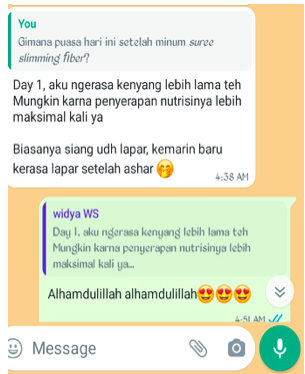 You
Gimana puasa hari ini setelah minum suree
slimming fiber?
Day 1, aku ngerasa kenyang lebih lama teh
Mungkin karna penyerapan nutrisinya lebih
maksimal kali ya
Biasanya siang udh lapar, kemarin baru
kerasa lapar setelah ashar
4:38 AM
widya WS
Day 1, aku ngerasa kenyang lebih lama teh
Mungkin karna penyerapan nutrisinya lebih
maksimal kali ya...
Alhamdulillah alhamdulillah
4:51 AM
Message